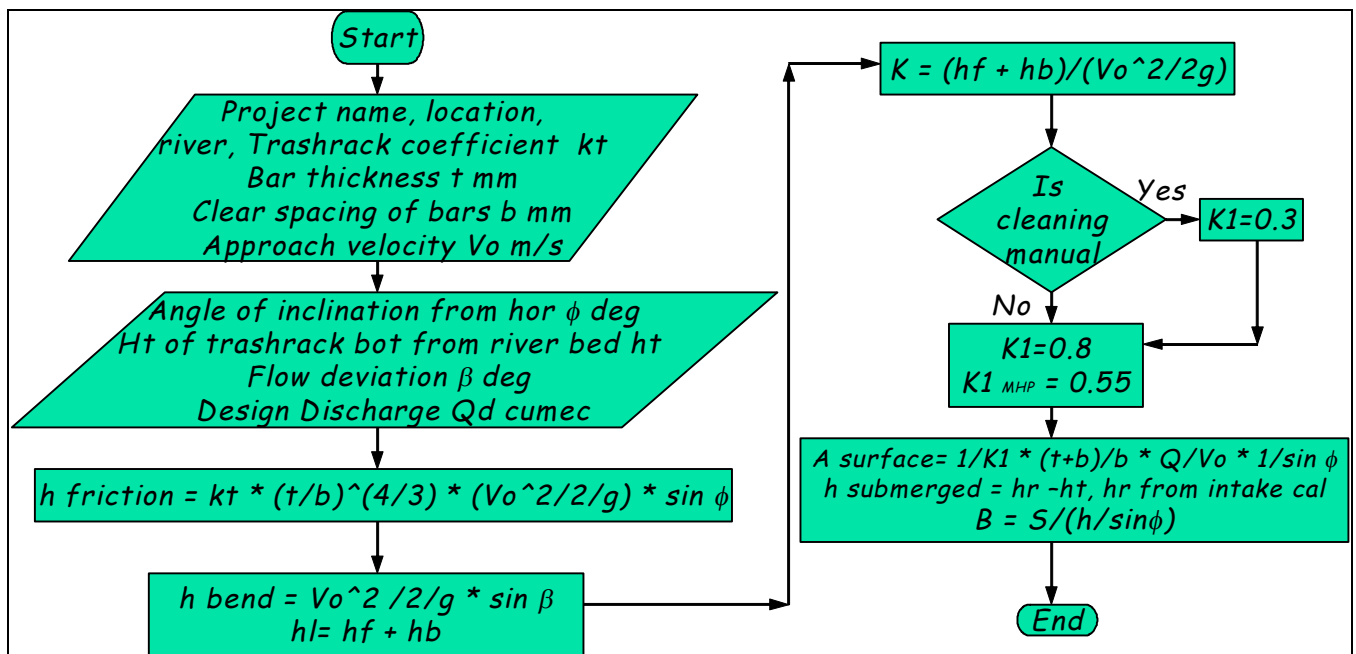 Start
Project name, location,
river, Trashrack coefficient kt
Bar thickness t mm
Clear spacing of bars b mm
Approach velocity Vo m/s
Angle of inclination from hor ϕ deg
Ht of trashrack bot from river bed ht
Flow deviation β deg
Design Discharge Qd cumec
h friction = kt * (t/b)^(4/3) * (Vo^2/2/g) * sin ϕ
h bend = Vo^2 /2/g * sin β
hl= hf + hb
K = (hf + hb)/(Vo^2/2g)
Is
cleaning
manual
Yes
K1=0.3
No
K1=0.8
K1 MHP = 0.55
A surface= 1/K1 * (t+b)/b * Q/Vo * 1/sin ϕ
h submerged = hr –ht, hr from intake cal
B = S/(h/sinϕ)
End